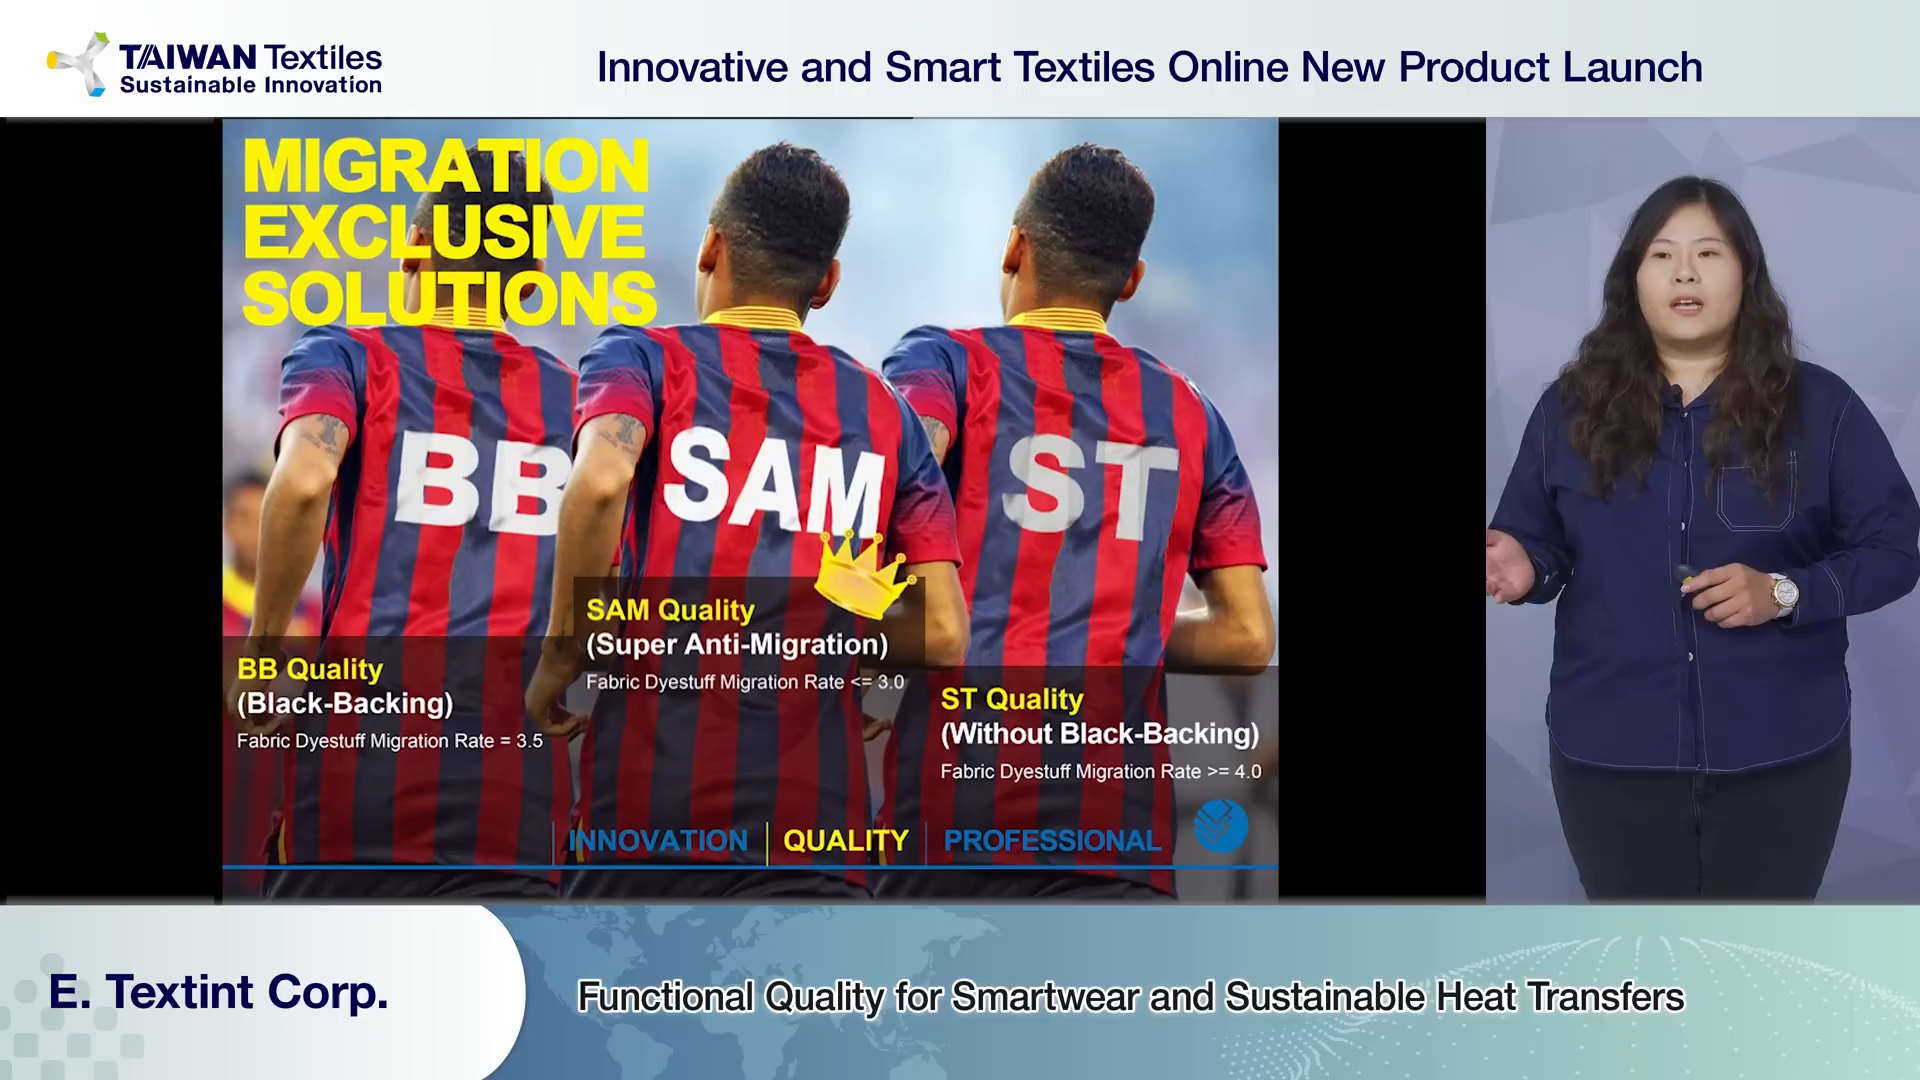 TAIWAN Textiles
Sustainable Innovation
Innovative and Smart Textiles Online New Product Launch
MIGRATION
EXCLUSIVE
SOLUTIONS
BB
SAM
ST
BB Quality
(Black-Backing)
Fabric Dyestuff Migration Rate = 3.5
SAM Quality
(Super Anti-Migration)
Fabric Dyestuff Migration Rate <= 3.0
ST Quality
(Without Black-Backing)
Fabric Dyestuff Migration Rate >= 4.0
INNOVATION QUALITY PROFESSIONAL
E. Textint Corp.
Functional Quality for Smartwear and Sustainable Heat Transfers